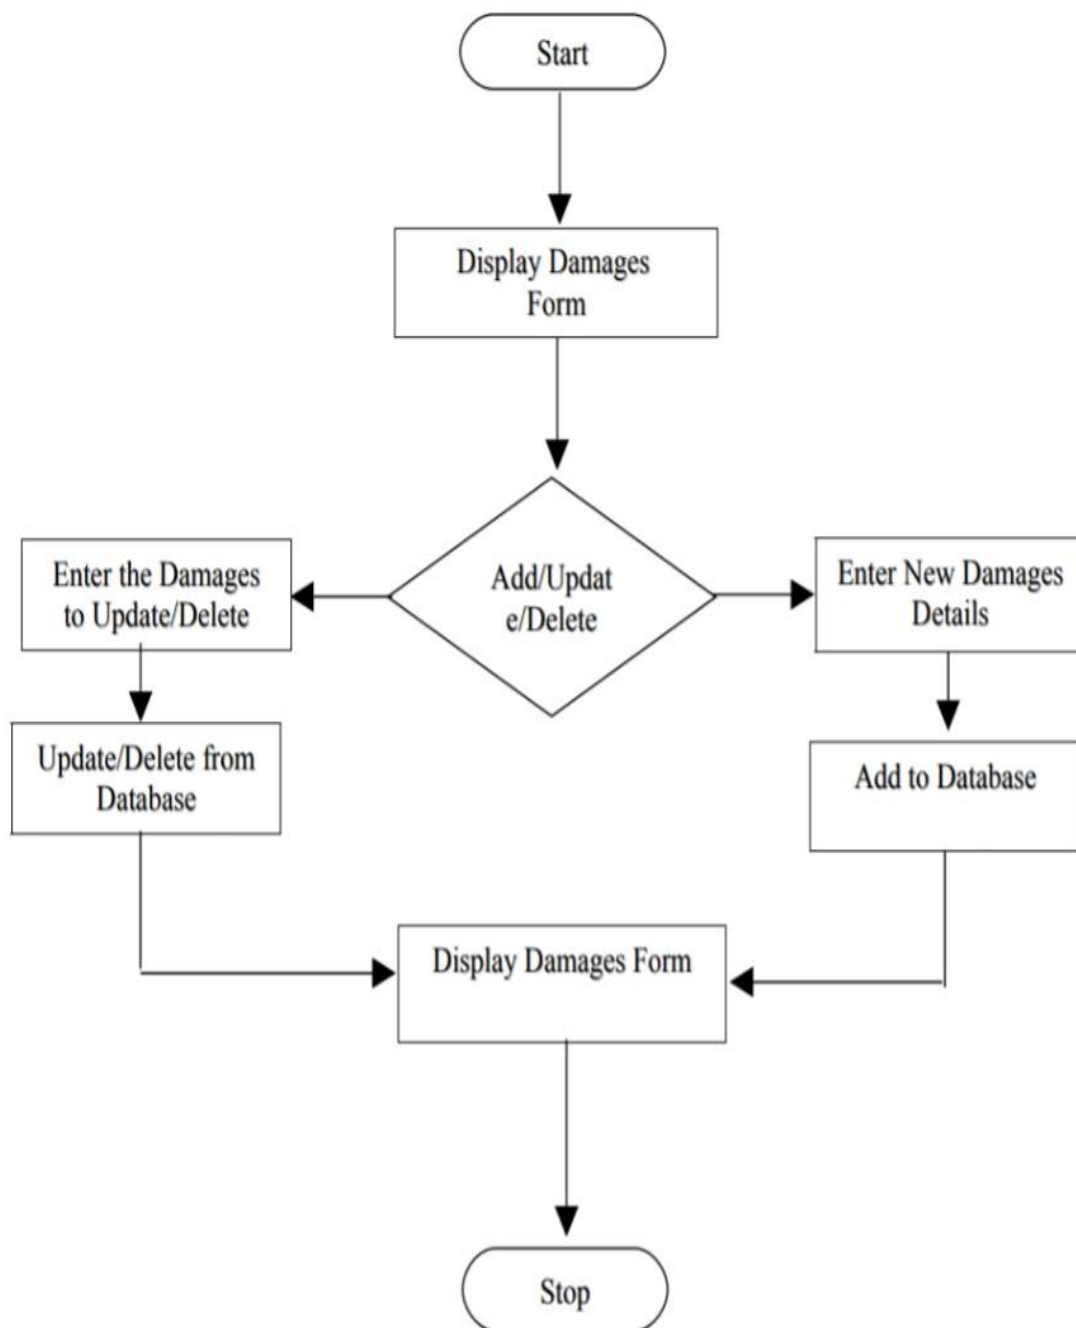 Start
Display Damages
Form
Add/Updat
e/Delete
Enter the Damages
to Update/Delete
Enter New Damages
Details
Update/Delete from
Database
Add to Database
Display Damages Form
Stop